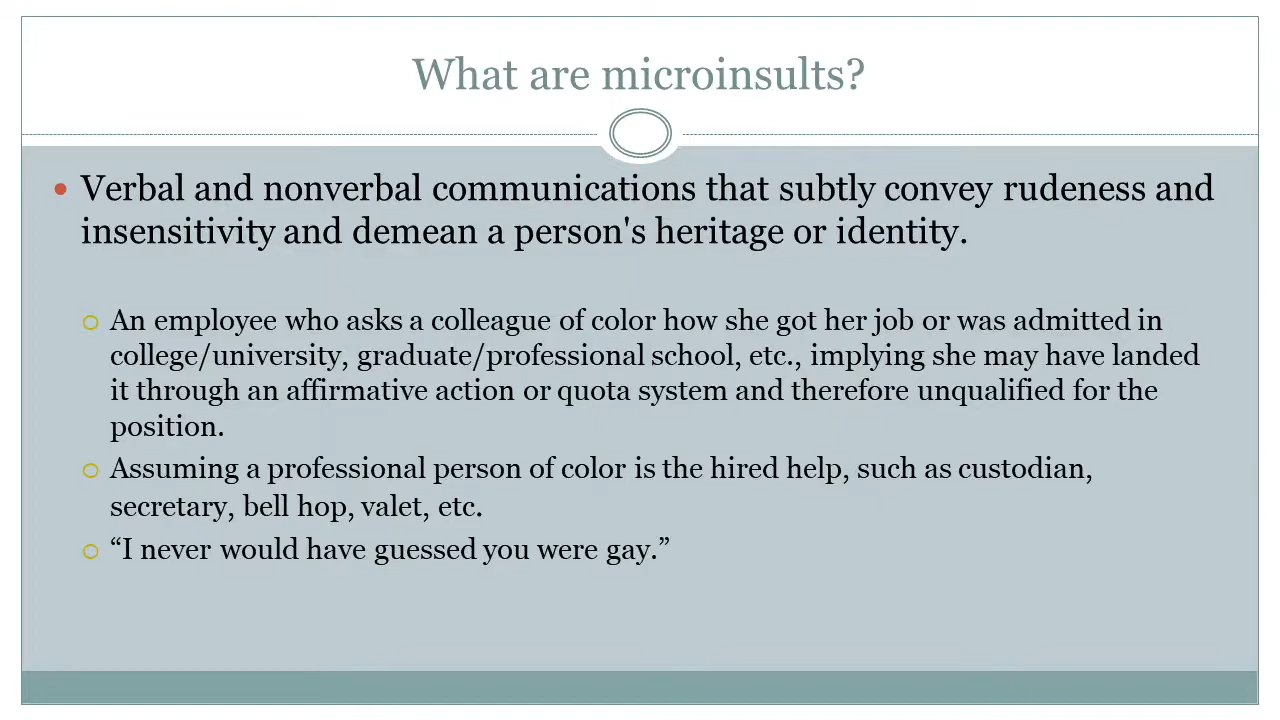 What are microinsults?
Verbal and nonverbal communications that subtly convey rudeness and
insensitivity and demean a person's heritage or identity.
An employee who asks a colleague of color how she got her job or was admitted in
college/university, graduate/professional school, etc., implying she may have landed
it through an affirmative action or quota system and therefore unqualified for the
position.
Assuming a professional person of color is the hired help, such as custodian,
secretary, bell hop, valet, etc.
“I never would have guessed you were gay.”